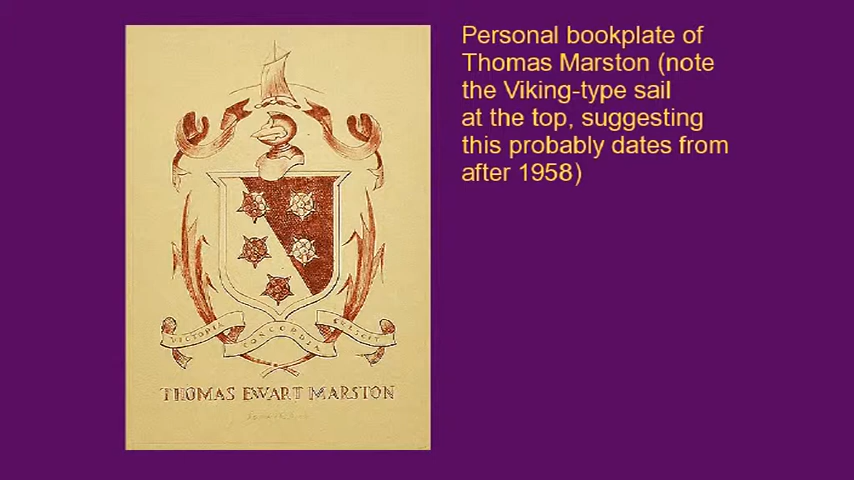 Personal bookplate of
Thomas Marston (note
the Viking-type sail
at the top, suggesting
this probably dates from
after 1958)
VICTORIA CONCORDIA CRESCIT
THOMAS EWART MARSTON